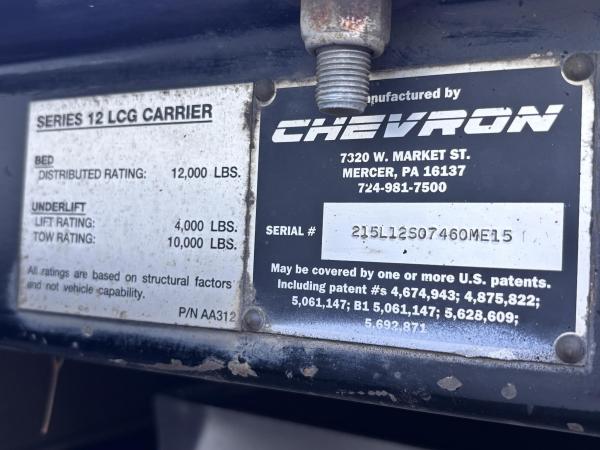 SERIES 12 LCG CARRIER
BED
DISTRIBUTED RATING: 12,000 LBS.
UNDERLIFT
LIFT RATING: 4,000 LBS.
TOW RATING: 10,000 LBS.
All ratings are based on structural factors
and not vehicle capability.
P/N AA312
Manufactured by
CHEVRON
7320 W. MARKET ST.
MERCER, PA 16137
724-981-7500
SERIAL # 215L12S07460ME15
May be covered by one or more U.S. patents.
Including patent #s 4,674,943; 4,875,822;
5,061,147; B1 5,061,147; 5,628,609;
5,692,871